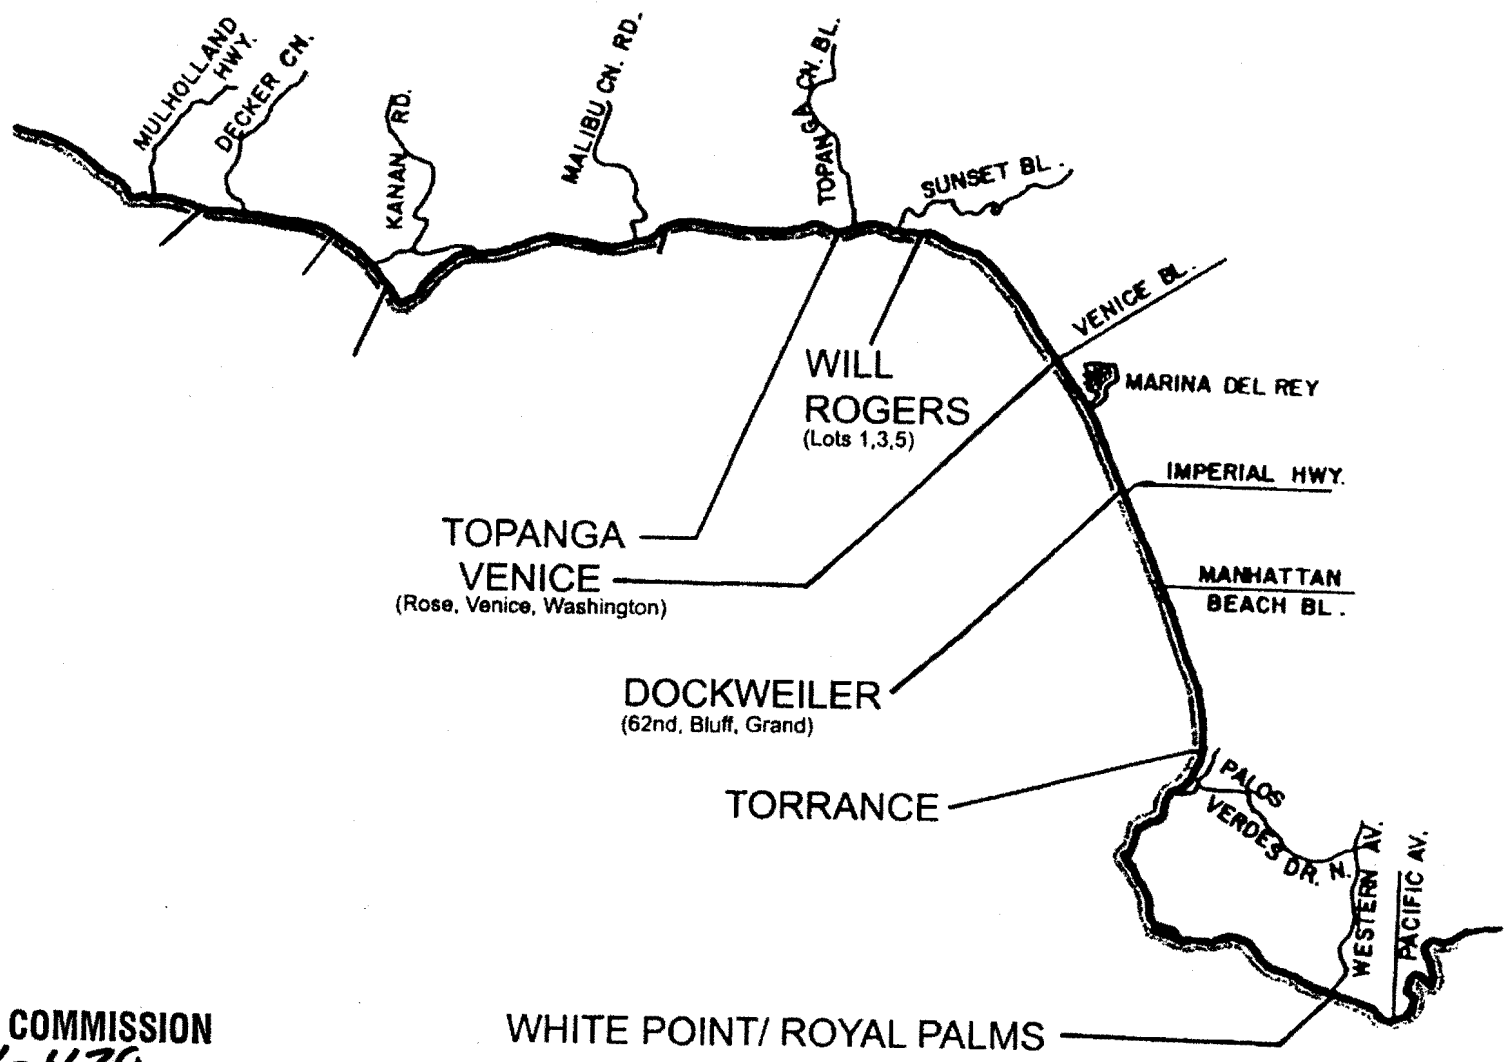 MULHOLLAND
HWY.
DECKER CN.
KANAN RD.
MALIBU CN. RD.
TOPANGA CN. BL.
SUNSET BL.
VENICE BL.
MARINA DEL REY
WILL
ROGERS
(Lots 1,3,5)
IMPERIAL HWY.
TOPANGA
VENICE
(Rose, Venice, Washington)
MANHATTAN
BEACH BL.
DOCKWEILER
(62nd, Bluff, Grand)
TORRANCE
PALOS
VERDES DR. N.
WESTERN AV.
PACIFIC AV.
COMMISSION
WHITE POINT/ ROYAL PALMS